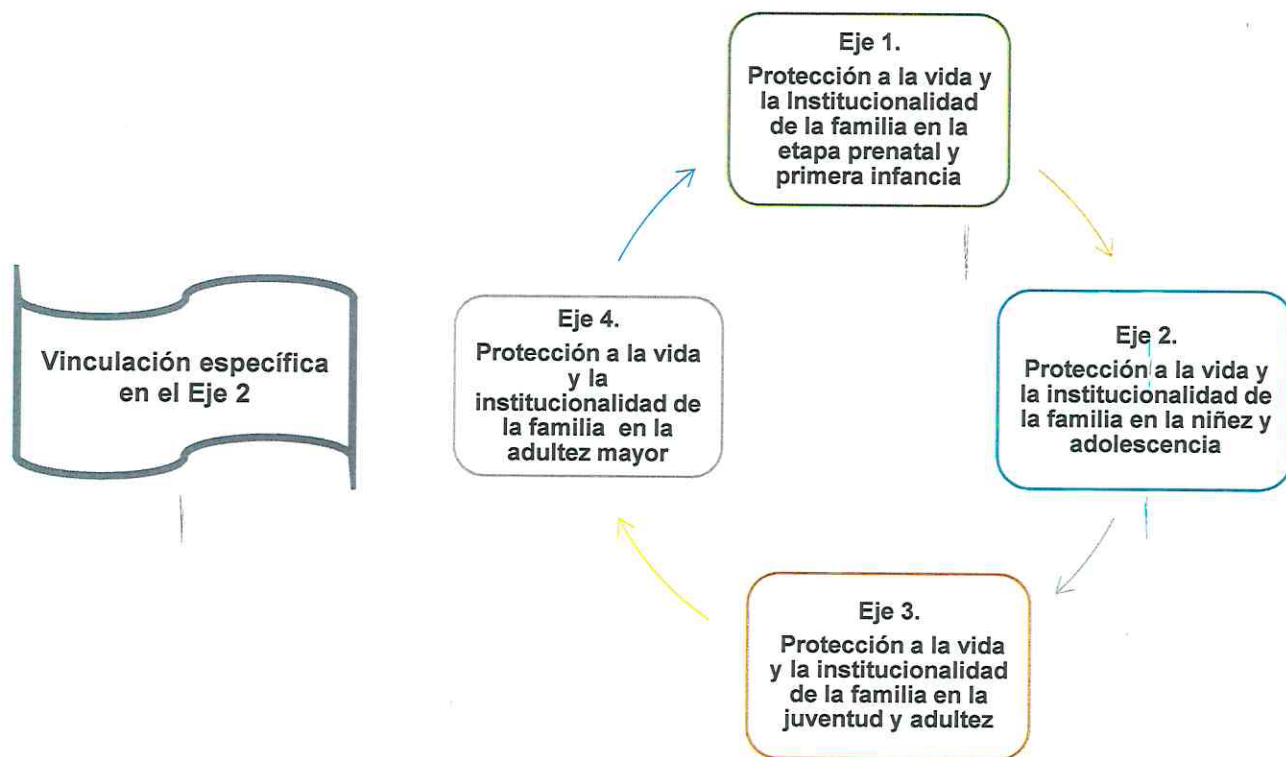 Eje 1.
Protección a la vida y
la Institucionalidad
de la familia en la
etapa prenatal y
primera infancia
Vinculación específica
en el Eje 2
Eje 4.
Protección a la vida
y la
institucionalidad de
la familia en la
adultez mayor
Eje 2.
Protección a la vida y
la institucionalidad de
la familia en la niñez y
adolescencia
Eje 3.
Protección a la vida
y la institucionalidad
de la familia en la
juventud y adultez